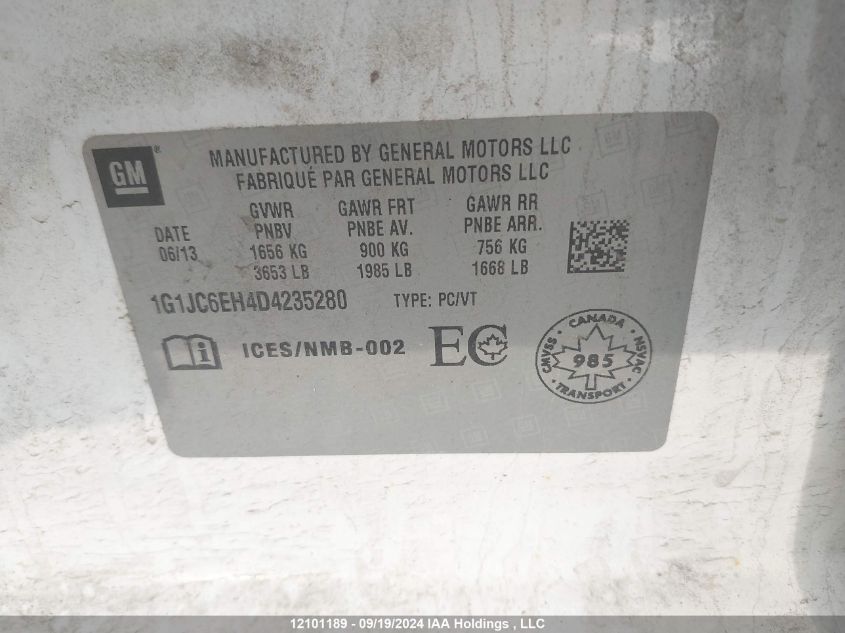 GM®
MANUFACTURED BY GENERAL MOTORS LLC
FABRIQUÉ PAR GENERAL MOTORS LLC
DATE
06/13
GVWR
PNBV
1656 KG
3653 LB
GAWR FRT
PNBE AV.
900 KG
1985 LB
GAWR RR
PNBE ARR.
756 KG
1668 LB
1G1JC6EH4D4235280 TYPE: PC/VT
i ICES/NMB-002 EC
CANADA
CMVSS 985 NSVAC
TRANSPORT
12101189 - 09/19/2024 IAA Holdings , LLC